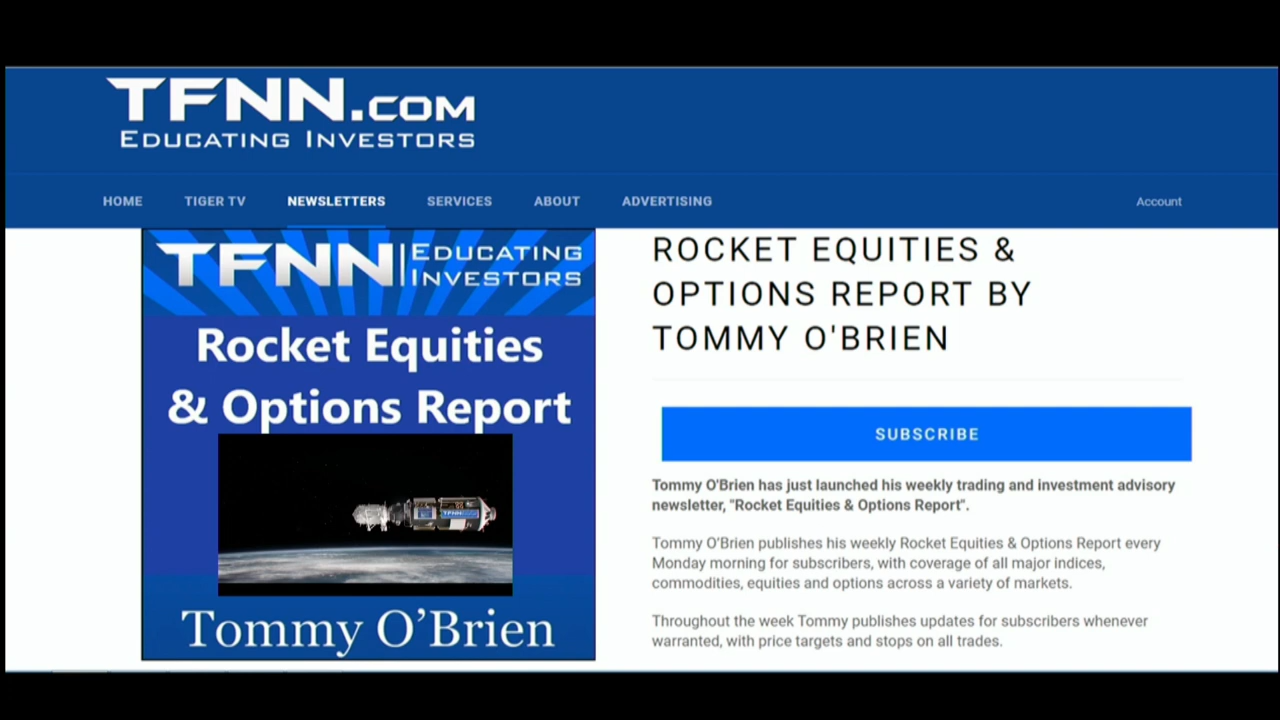 TFNN.COM
EDUCATING INVESTORS
HOME TIGER TV NEWSLETTERS SERVICES ABOUT ADVERTISING Account
TFNN EDUCATING
INVESTORS
Rocket Equities
& Options Report
TFNN
Tommy O’Brien
ROCKET EQUITIES &
OPTIONS REPORT BY
TOMMY O'BRIEN
SUBSCRIBE
Tommy O'Brien has just launched his weekly trading and investment advisory
newsletter, "Rocket Equities & Options Report".
Tommy O’Brien publishes his weekly Rocket Equities & Options Report every
Monday morning for subscribers, with coverage of all major indices,
commodities, equities and options across a variety of markets.
Throughout the week Tommy publishes updates for subscribers whenever
warranted, with price targets and stops on all trades.